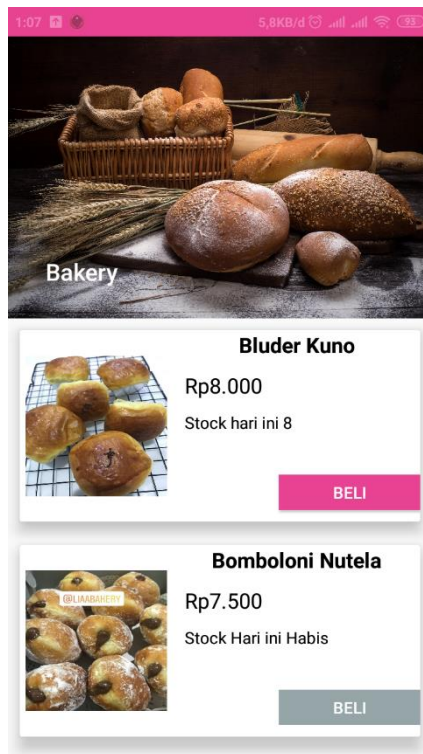 1:07
5,8KB/d
93
Bakery
Bluder Kuno
Rp8.000
Stock hari ini 8
BELI
Bomboloni Nutela
@LIAABAKERY
Rp7.500
Stock Hari ini Habis
BELI